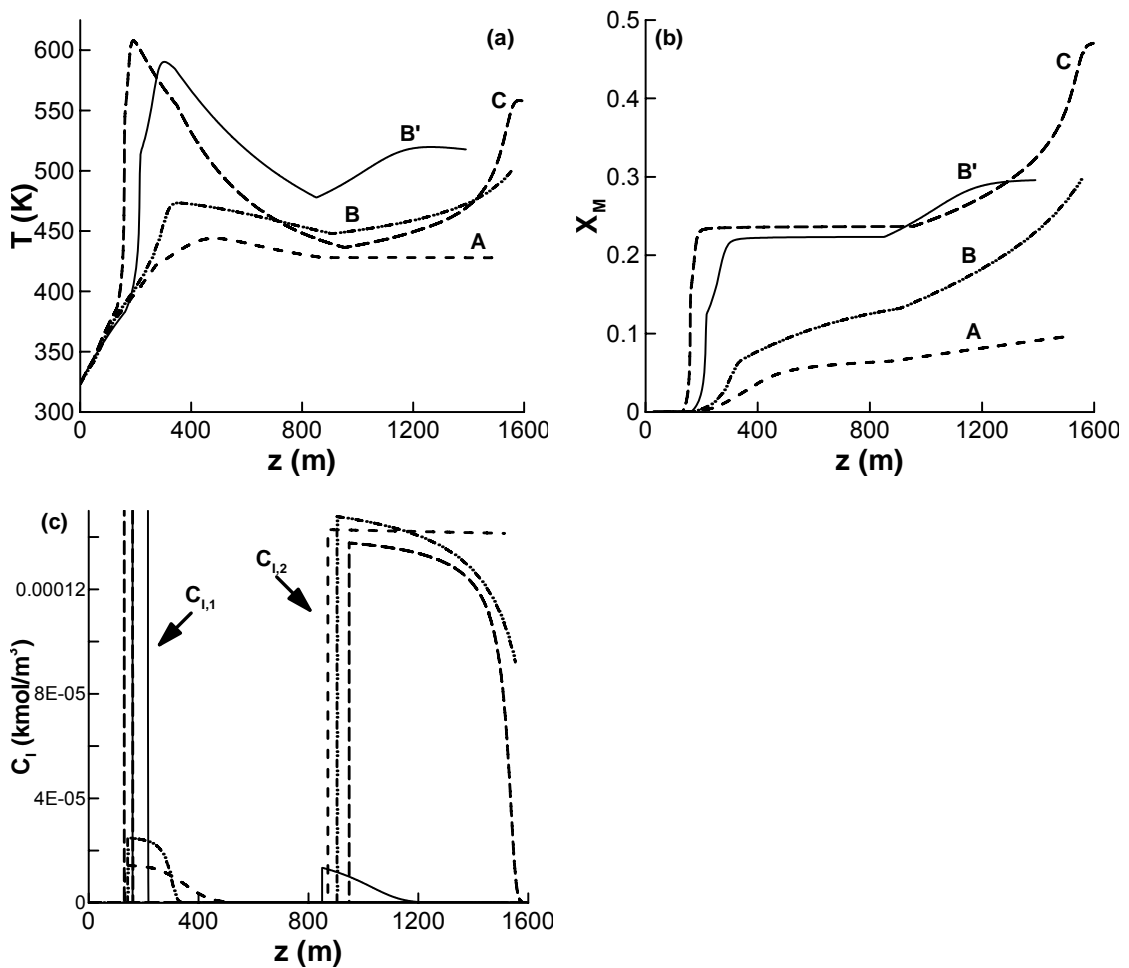 (a)
600
550
500
450
400
350
300
T (K)
C
B'
B
A
0
400
800
1200
1600
z (m)
(b)
0.5
0.4
0.3
0.2
0.1
0
X_M
C
B'
B
A
0
400
800
1200
1600
z (m)
(c)
C_I,1
C_I,2
0.00012
8E-05
4E-05
0
C_I (kmol/m³)
0
400
800
1200
1600
z (m)